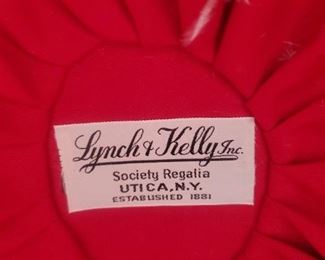 Lynch & Kelly Inc.
Society Regalia
UTICA, N.Y.
ESTABLISHED 1881